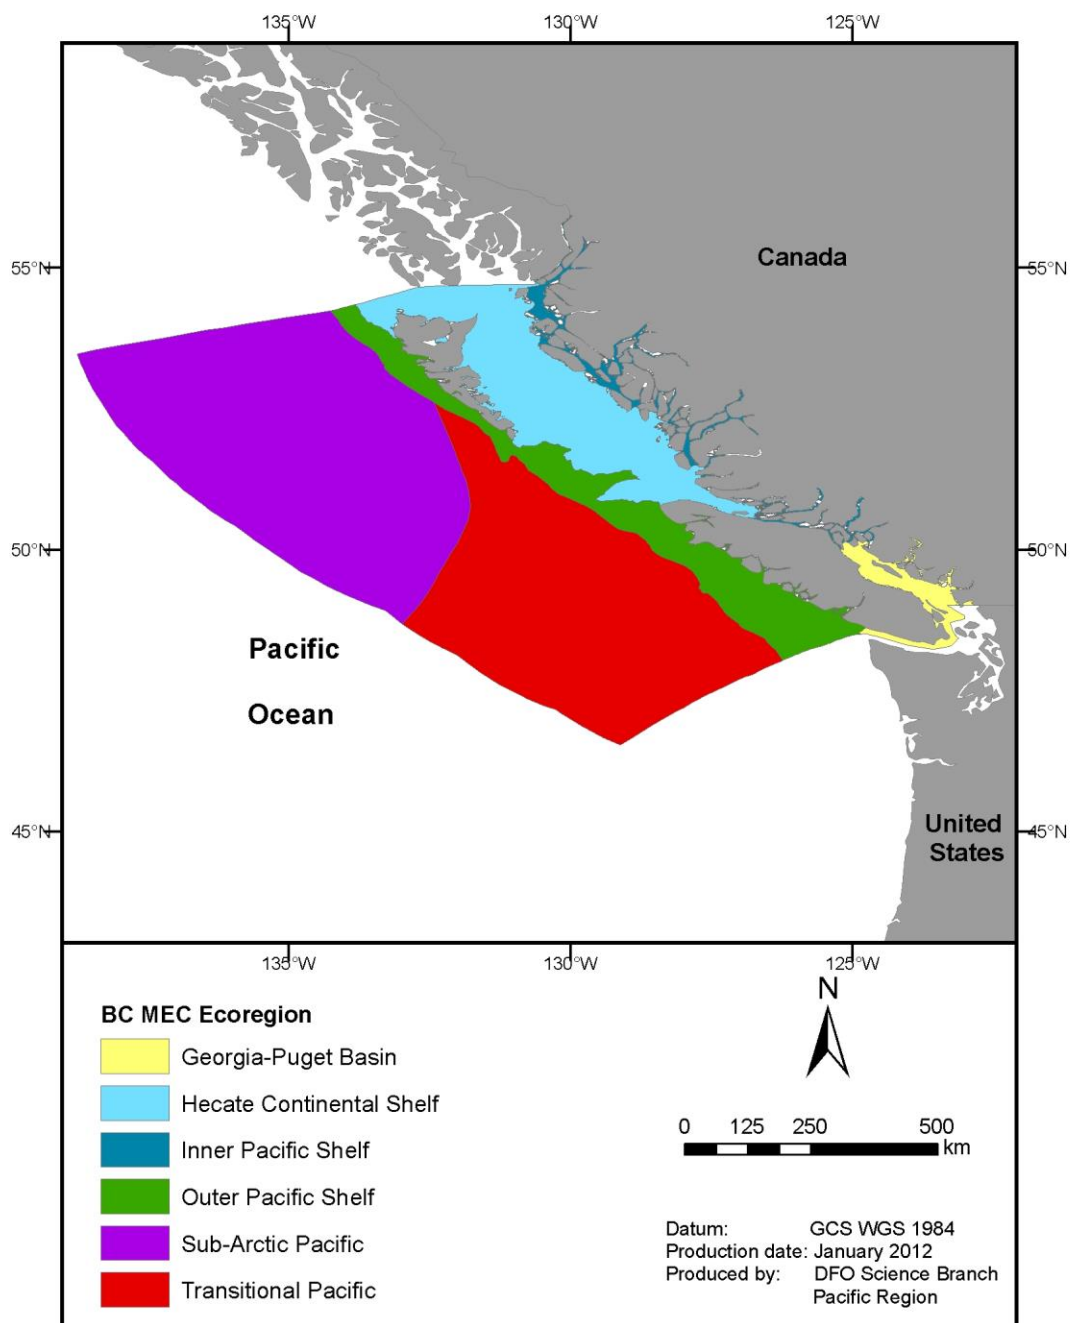 135°W 130°W 125°W
55°N 55°N
Canada
50°N 50°N
Pacific
Ocean
45°N 45°N
United
States
135°W 130°W 125°W
BC MEC Ecoregion
Georgia-Puget Basin
Hecate Continental Shelf
Inner Pacific Shelf
Outer Pacific Shelf
Sub-Arctic Pacific
Transitional Pacific
N
0 125 250 500
km
Datum: GCS WGS 1984
Production date: January 2012
Produced by: DFO Science Branch
Pacific Region